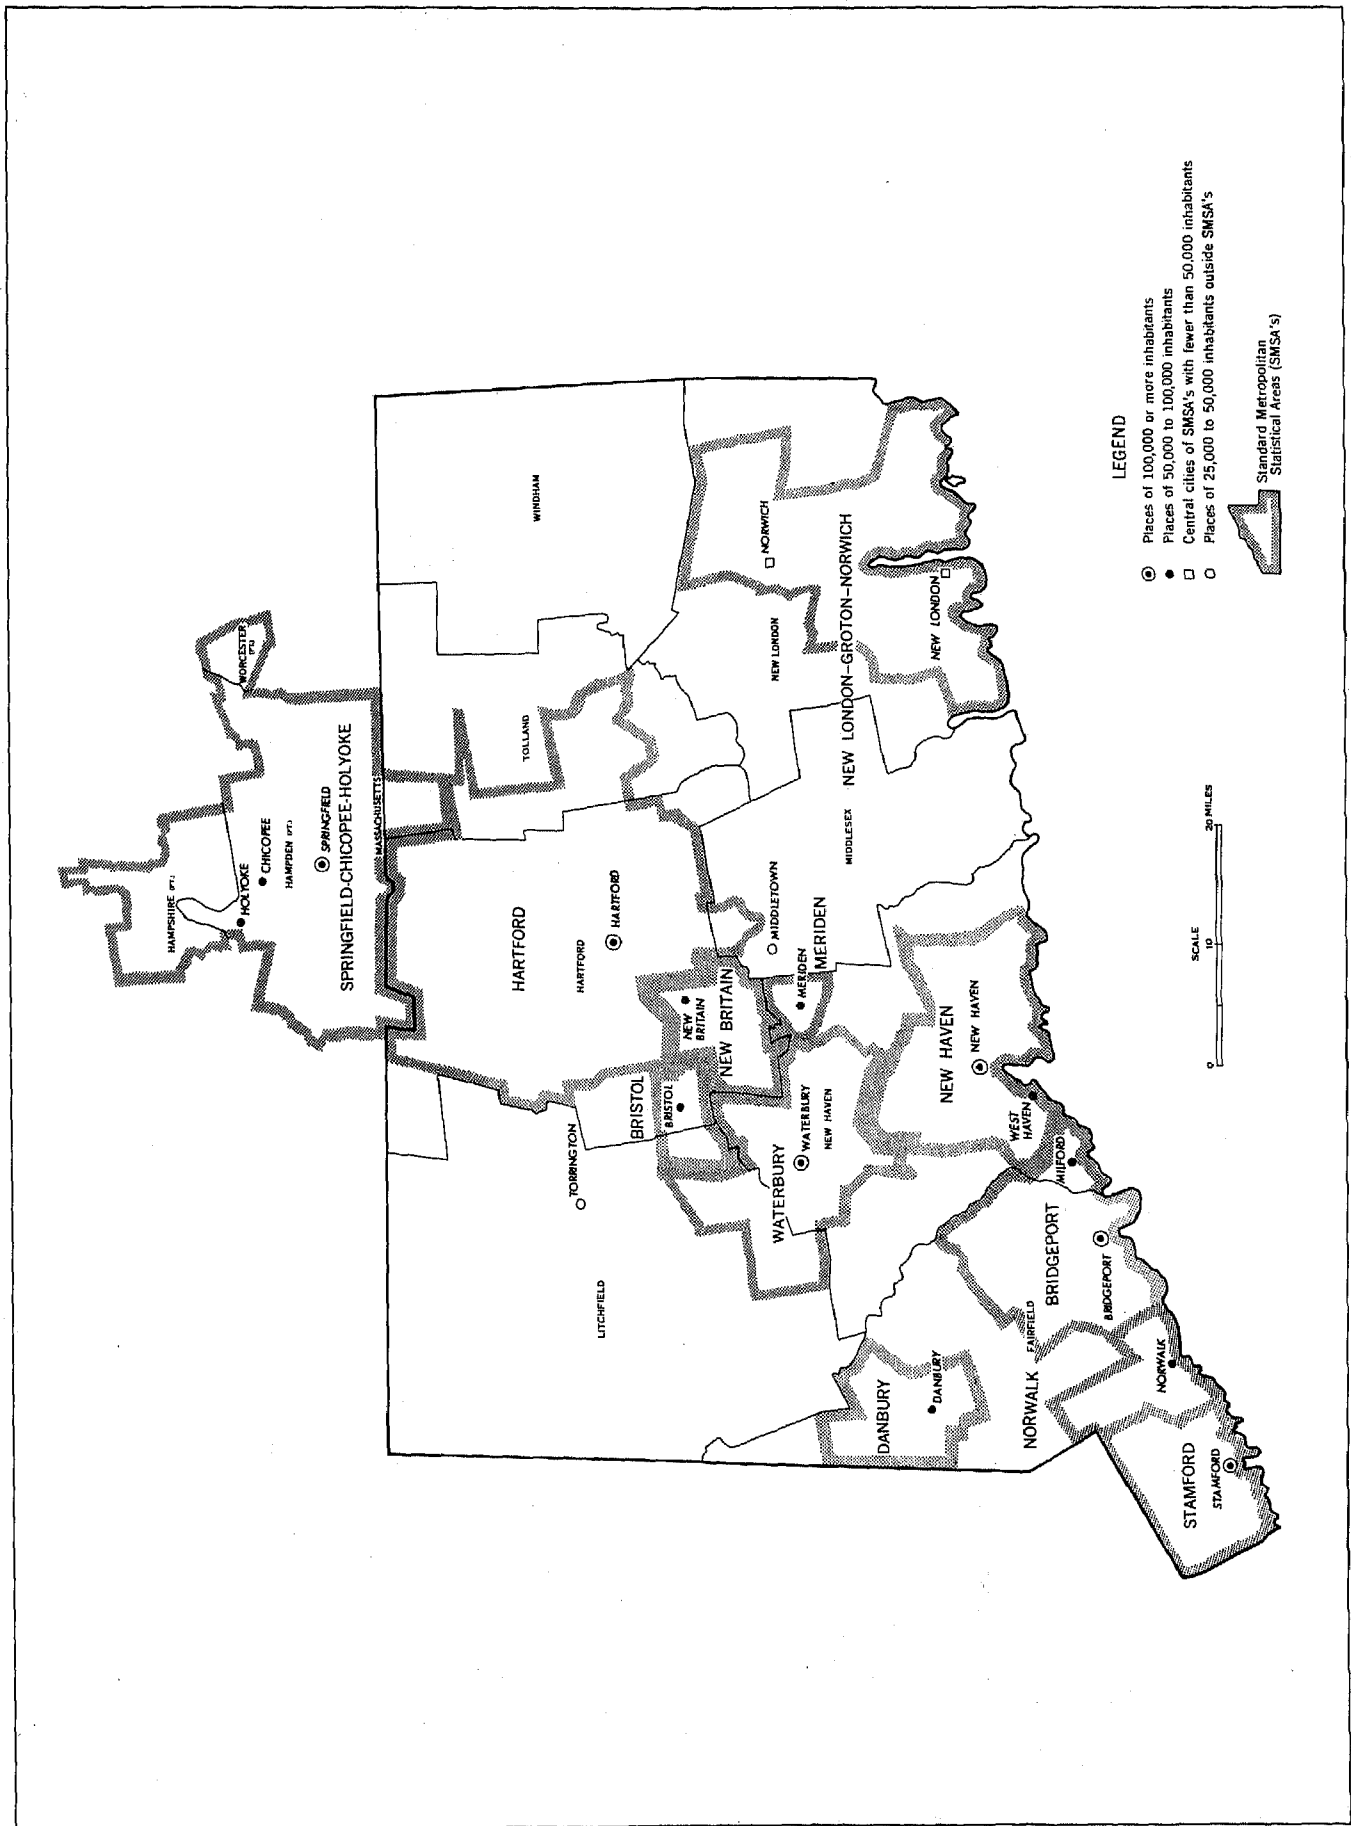 HAMPSHIRE (PT.)
WORCESTER
(PT.)
HOLYOKE
CHICOPEE
HAMPDEN (PT.)
SPRINGFIELD
SPRINGFIELD-CHICOPEE-HOLYOKE
MASSACHUSETTS
HARTFORD
HARTFORD
HARTFORD
TOLLAND
WINDHAM
TORRINGTON
LITCHFIELD
BRISTOL
BRISTOL
NEW
BRITAIN
NEW BRITAIN
WATERBURY
WATERBURY
NEW HAVEN
MERIDEN
MERIDEN
MIDDLETOWN
MIDDLESEX
NEW LONDON
NORWICH
NEW LONDON-GROTON-NORWICH
NEW LONDON
DANBURY
DANBURY
NEW HAVEN
NEW HAVEN
WEST
HAVEN
MILFORD
BRIDGEPORT
BRIDGEPORT
FAIRFIELD
NORWALK
NORWALK
STAMFORD
STAMFORD
SCALE
0 10 20 MILES
LEGEND
Places of 100,000 or more inhabitants
Places of 50,000 to 100,000 inhabitants
Central cities of SMSA's with fewer than 50,000 inhabitants
Places of 25,000 to 50,000 inhabitants outside SMSA's
Standard Metropolitan
Statistical Areas (SMSA's)